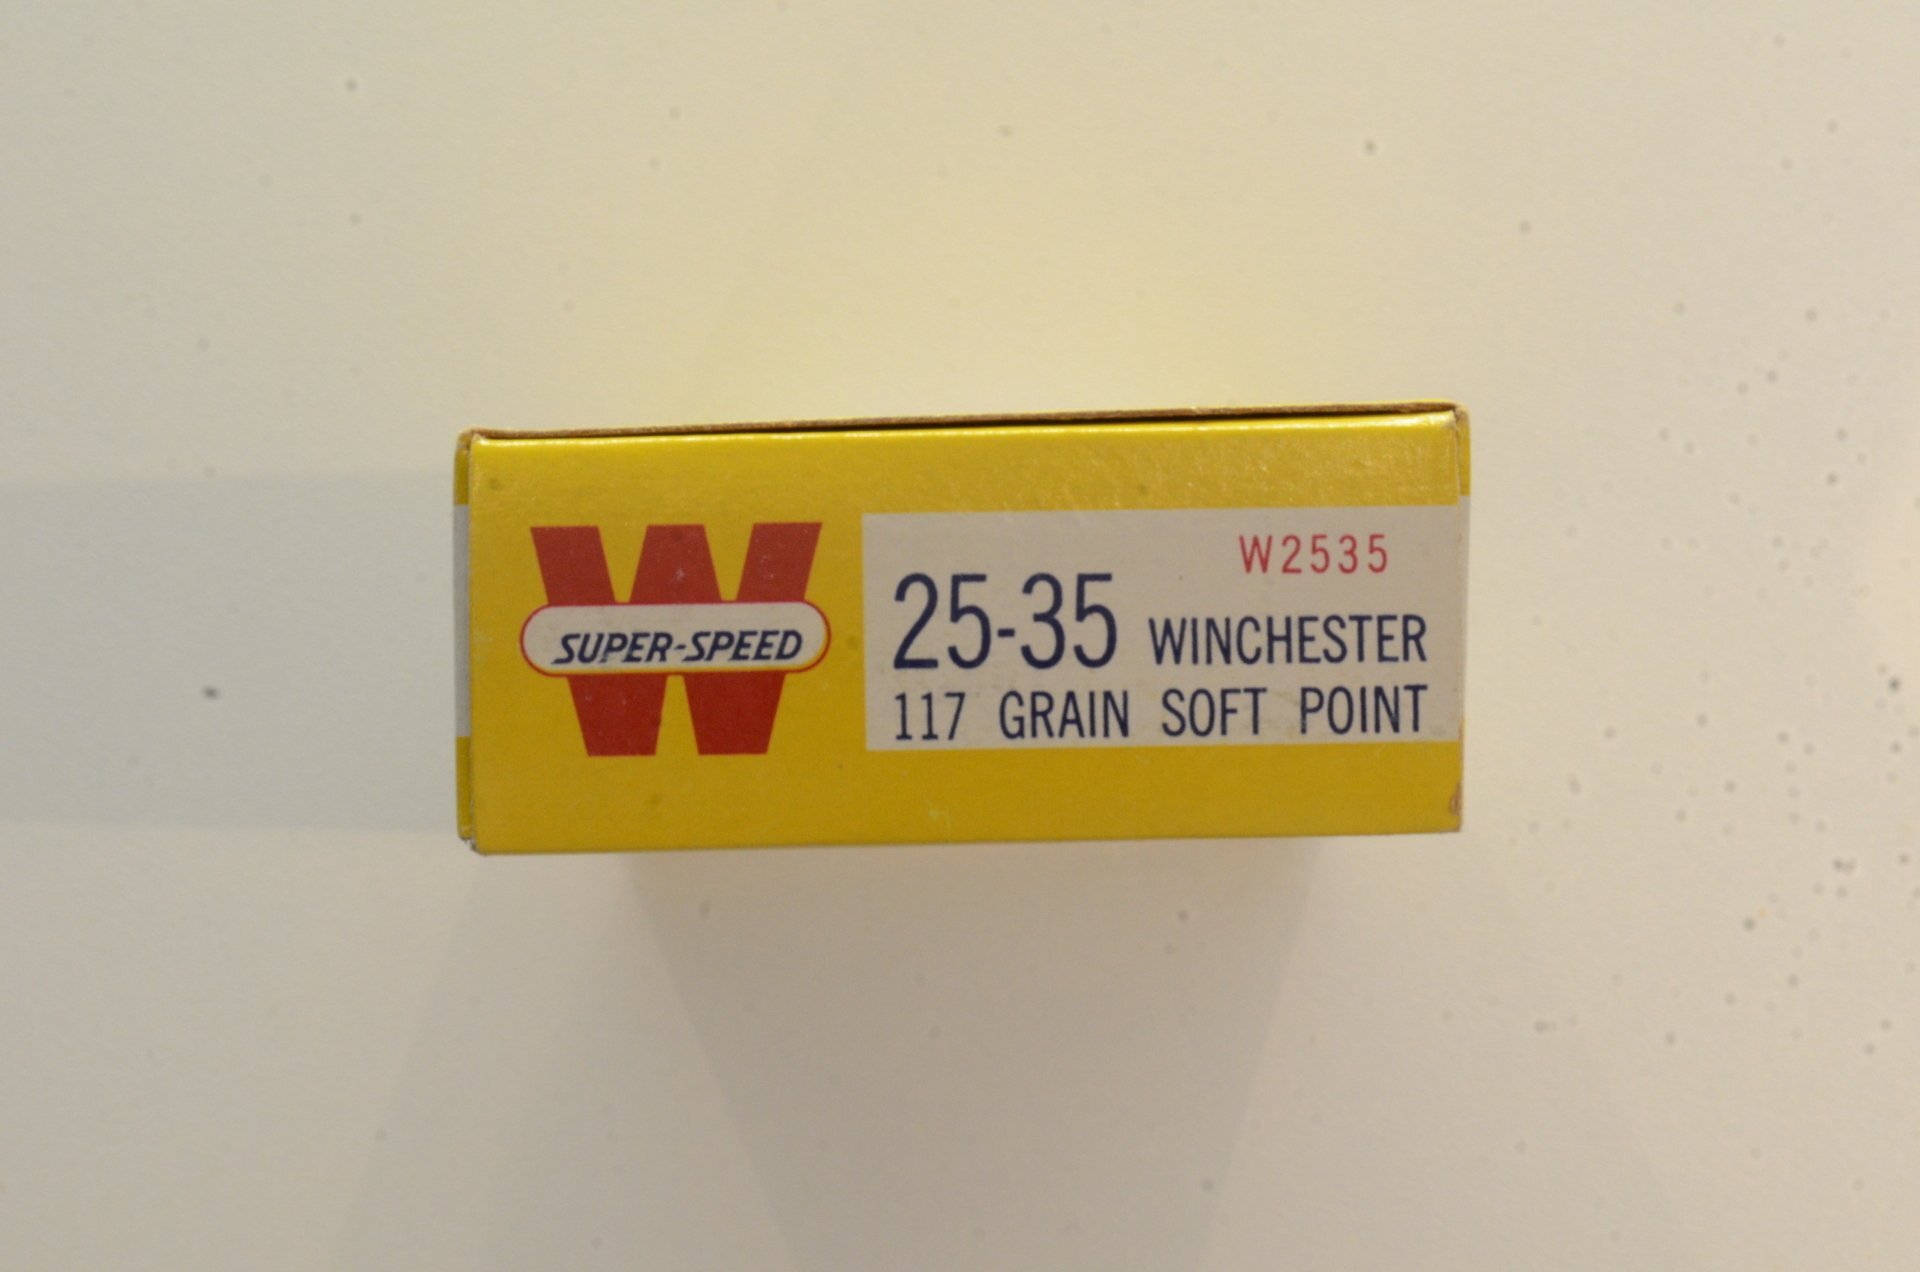 W
SUPER-SPEED
W2535
25-35 WINCHESTER
117 GRAIN SOFT POINT